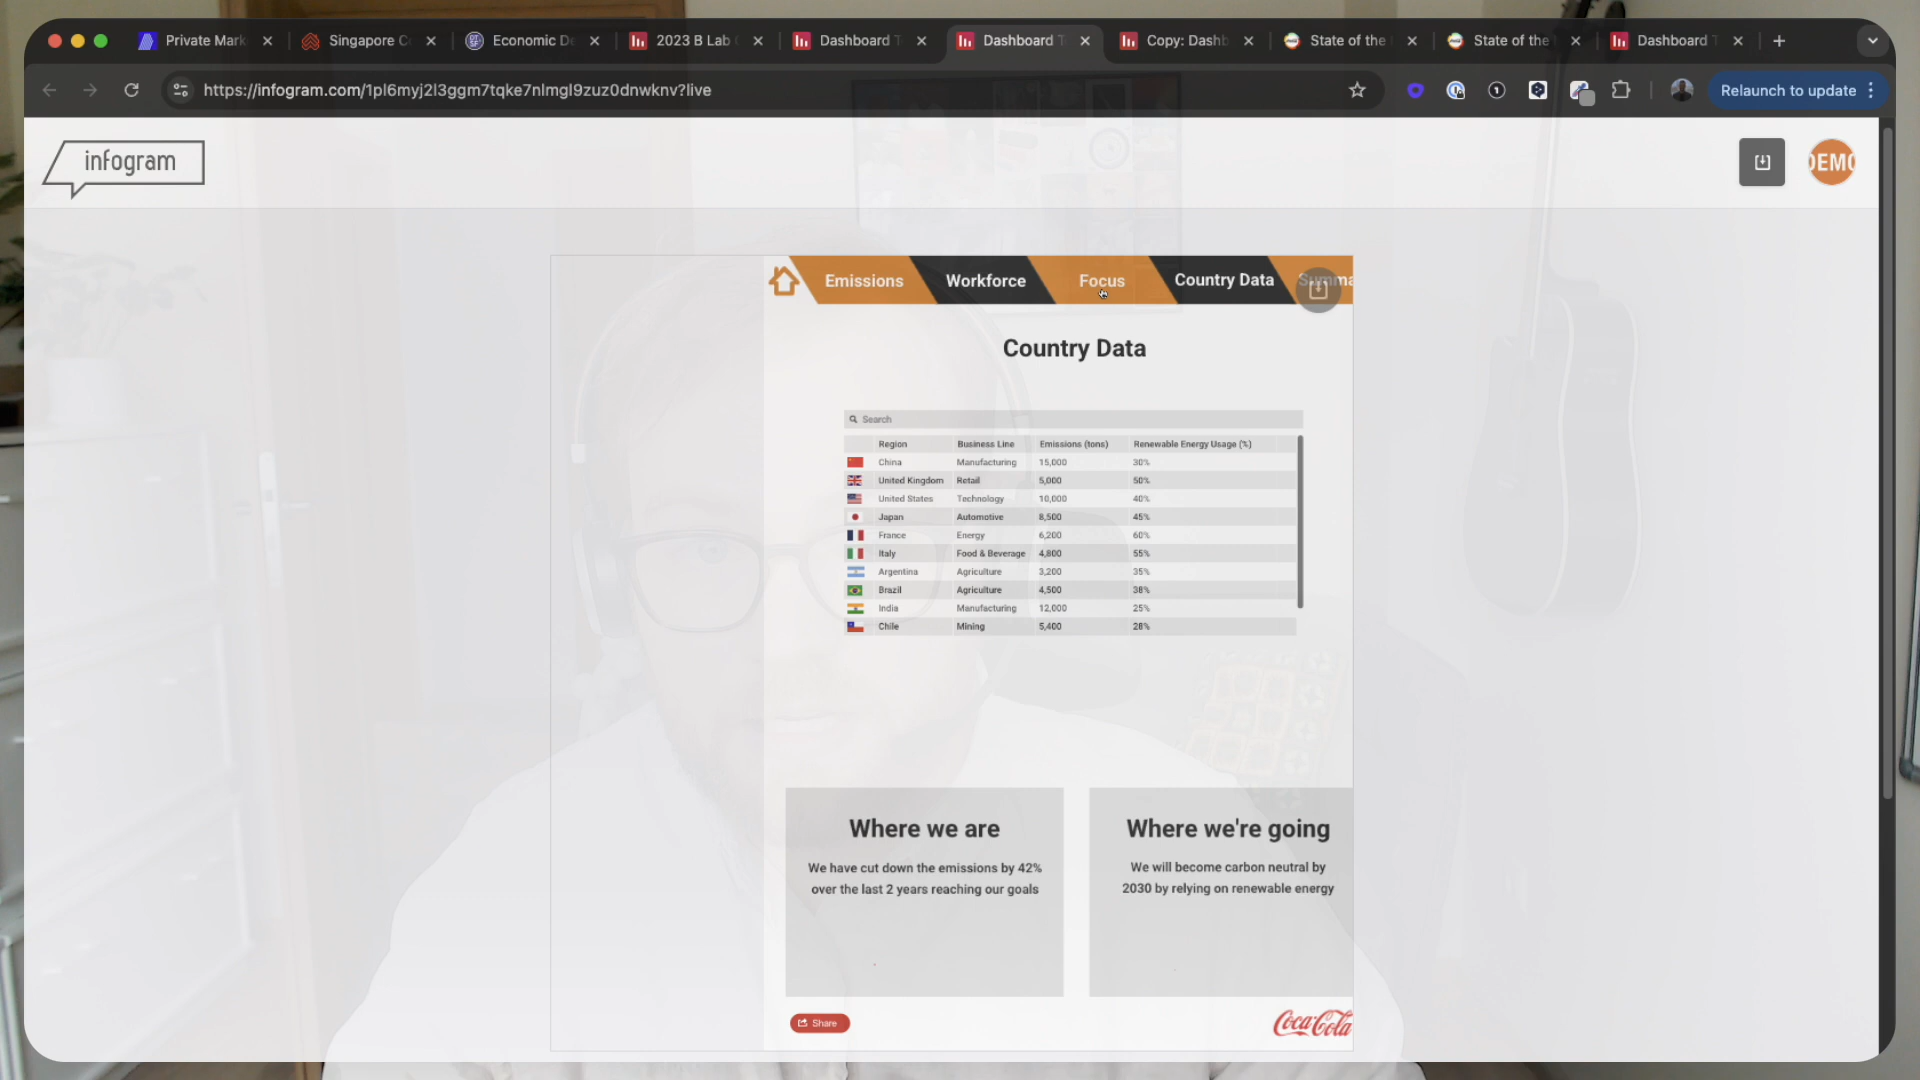 Private Mark
Singapore C
Economic D
2023 B Lab
Dashboard T
Dashboard T
Copy: Dashb
State of the
State of the
Dashboard T
https://infogram.com/1pl6myj2l3ggm7tqke7nlmgl9zuz0dnwknv?live
Relaunch to update
infogram
DEMO
Emissions
Workforce
Focus
Country Data
Summa
Country Data
Search
Region Business Line Emissions (tons) Renewable Energy Usage (%)
China Manufacturing 15,000 30%
United Kingdom Retail 5,000 50%
United States Technology 10,000 40%
Japan Automotive 8,500 45%
France Energy 6,200 60%
Italy Food & Beverage 4,800 55%
Argentina Agriculture 3,200 35%
Brazil Agriculture 4,500 38%
India Manufacturing 12,000 25%
Chile Mining 5,400 28%
Where we are
We have cut down the emissions by 42%
over the last 2 years reaching our goals
Where we're going
We will become carbon neutral by
2030 by relying on renewable energy
Share
Coca-Cola